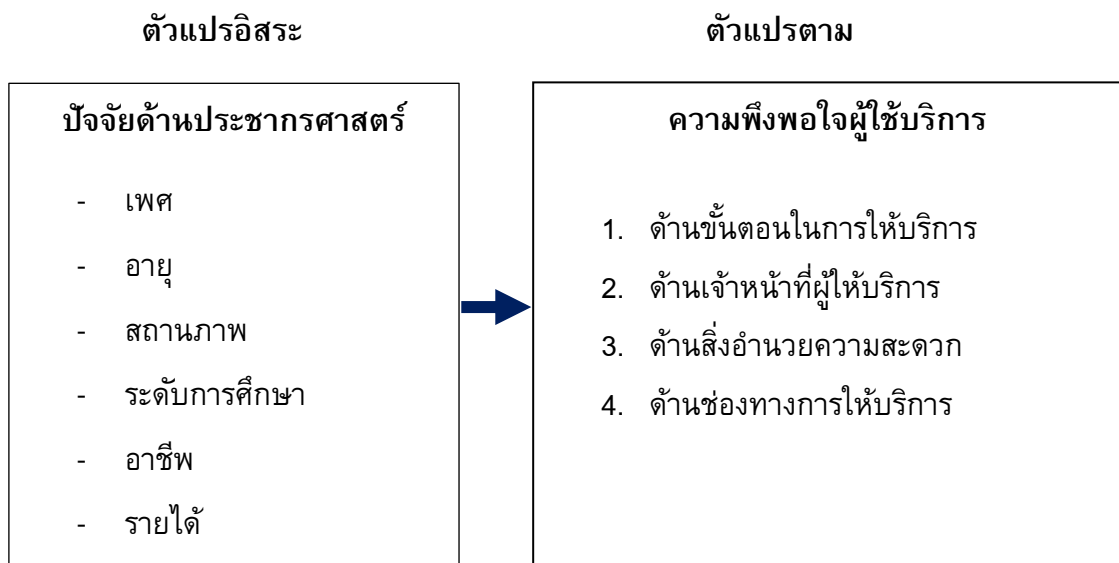 ตัวแปรอิสระ
ตัวแปรตาม
ปัจจัยด้านประชากรศาสตร์
- เพศ
- อายุ
- สถานภาพ
- ระดับการศึกษา
- อาชีพ
- รายได้
ความพึงพอใจผู้ใช้บริการ
1. ด้านขั้นตอนในการให้บริการ
2. ด้านเจ้าหน้าที่ผู้ให้บริการ
3. ด้านสิ่งอำนวยความสะดวก
4. ด้านช่องทางการให้บริการ